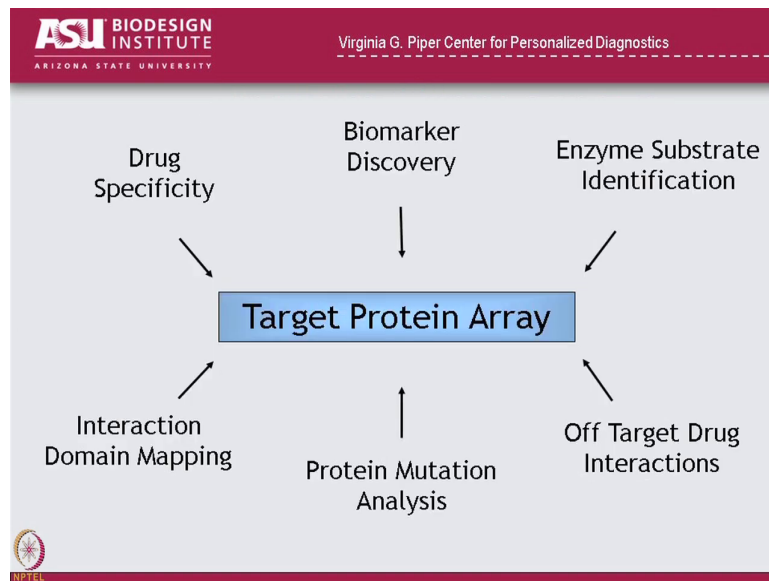 ASU BIODESIGN
INSTITUTE
ARIZONA STATE UNIVERSITY
Virginia G. Piper Center for Personalized Diagnostics
Drug
Specificity
Biomarker
Discovery
Enzyme Substrate
Identification
Target Protein Array
Interaction
Domain Mapping
Protein Mutation
Analysis
Off Target Drug
Interactions
NPTEL